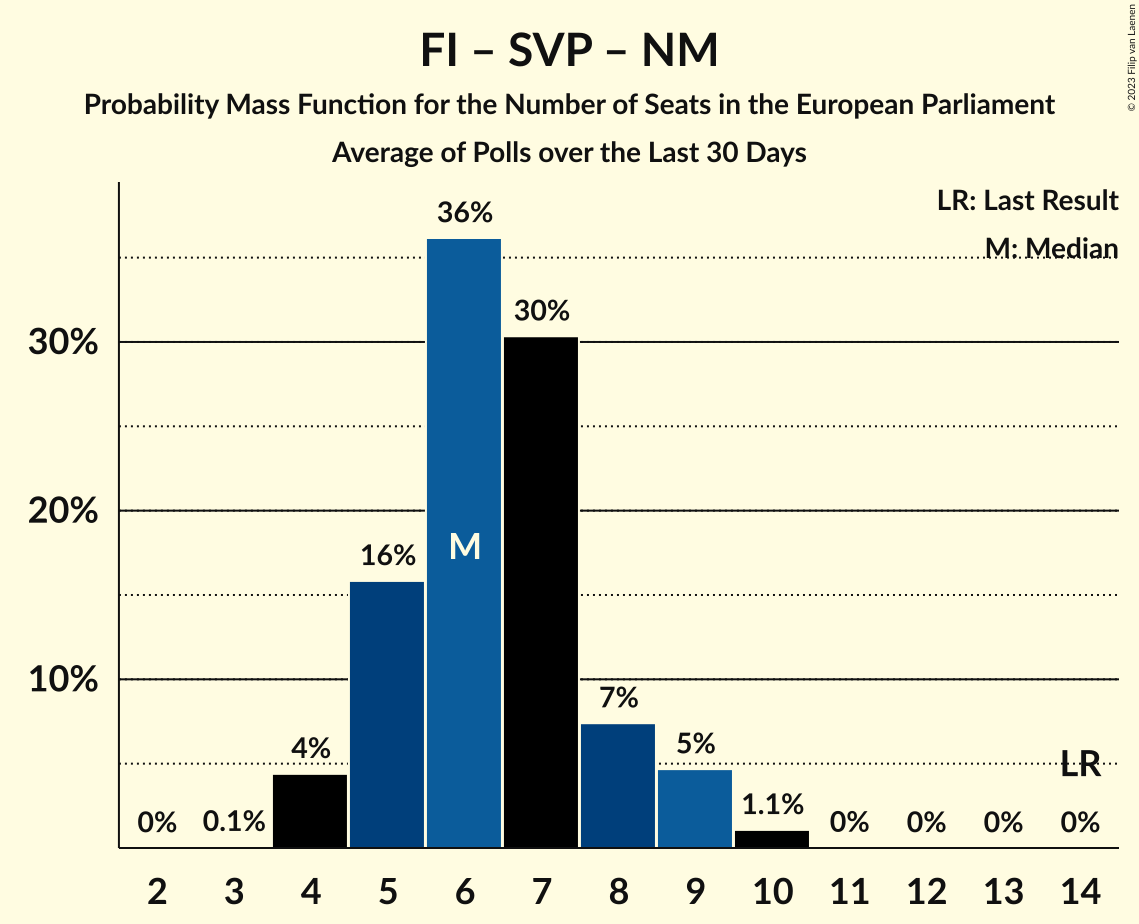 FI – SVP – NM
Probability Mass Function for the Number of Seats in the European Parliament
Average of Polls over the Last 30 Days
© 2023 Filip van Laenen
LR: Last Result
M: Median
30%
20%
10%
0%
0.1%
4%
16%
36%
M
30%
7%
5%
1.1%
0%
0%
0%
LR
0%
2 3 4 5 6 7 8 9 10 11 12 13 14